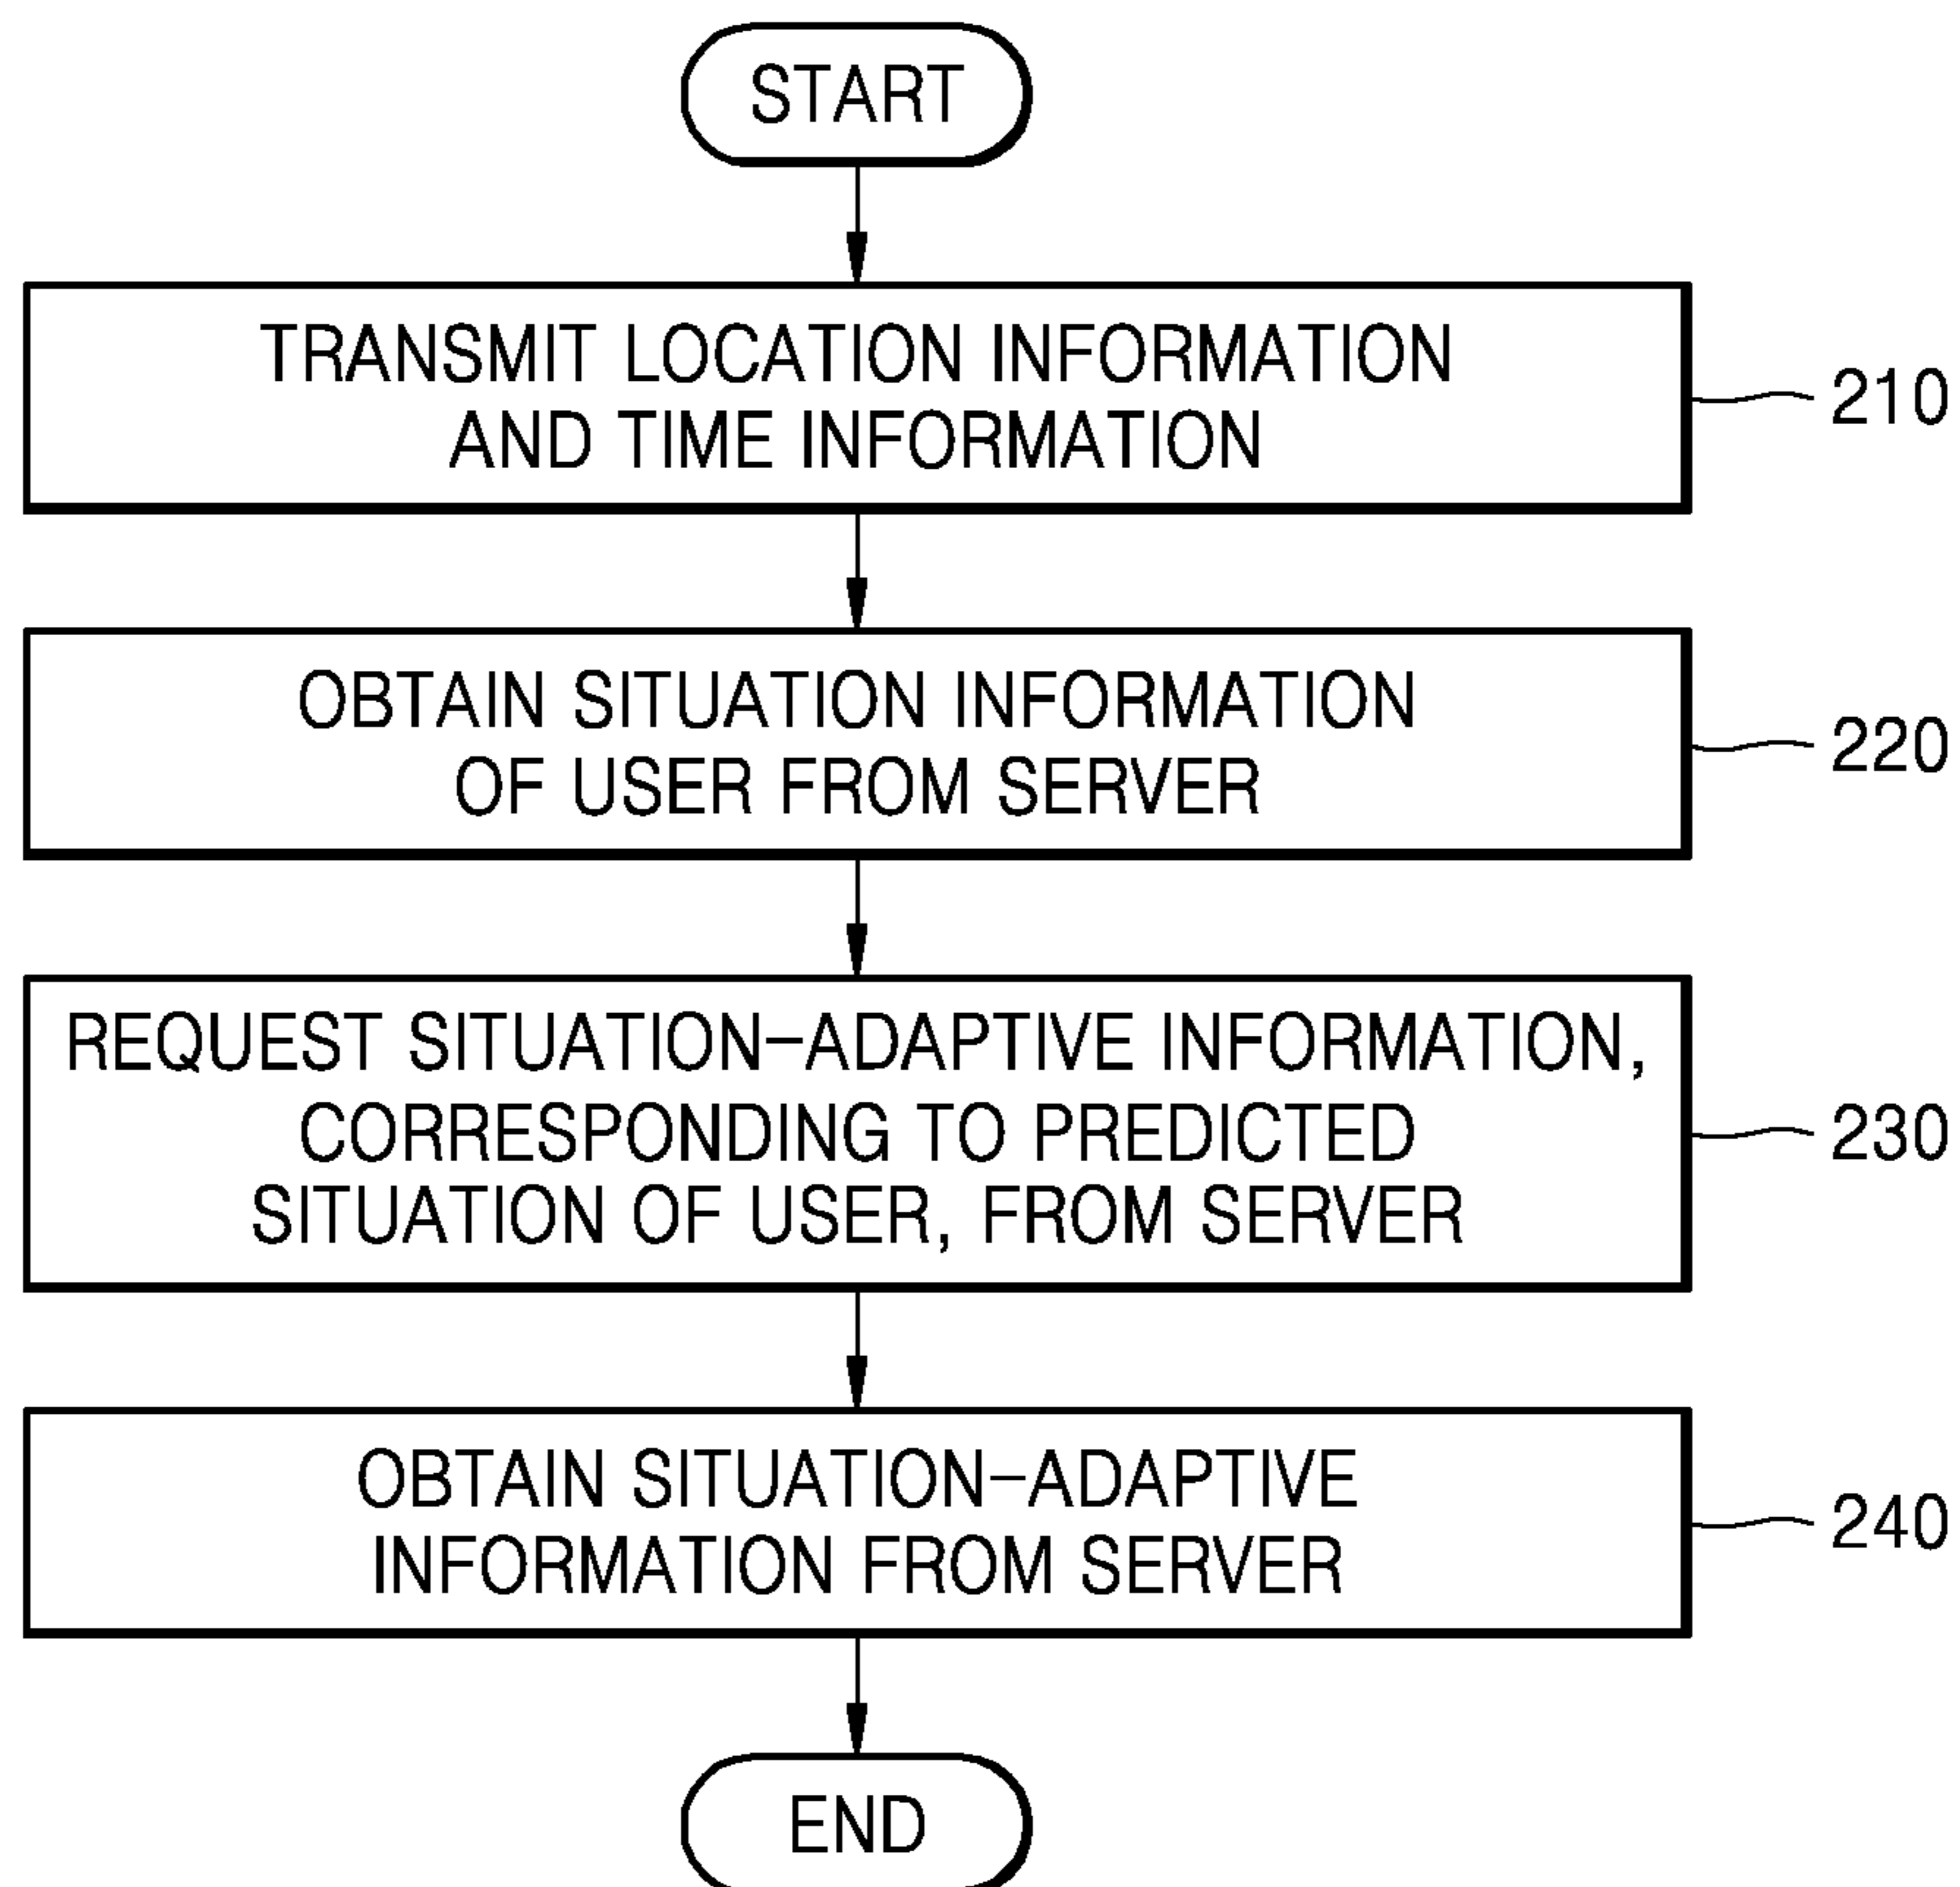 START
TRANSMIT LOCATION INFORMATION
AND TIME INFORMATION
210
OBTAIN SITUATION INFORMATION
OF USER FROM SERVER
220
REQUEST SITUATION-ADAPTIVE INFORMATION,
CORRESPONDING TO PREDICTED
SITUATION OF USER, FROM SERVER
230
OBTAIN SITUATION-ADAPTIVE
INFORMATION FROM SERVER
240
END